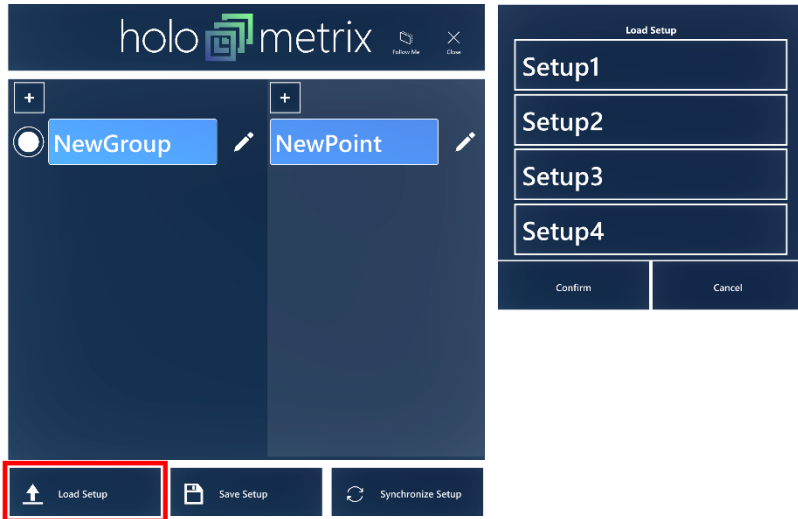 holo metrix
Follow Me
Close
+
+
NewGroup
NewPoint
Load Setup
Save Setup
Synchronize Setup
Load Setup
Setup1
Setup2
Setup3
Setup4
Confirm
Cancel